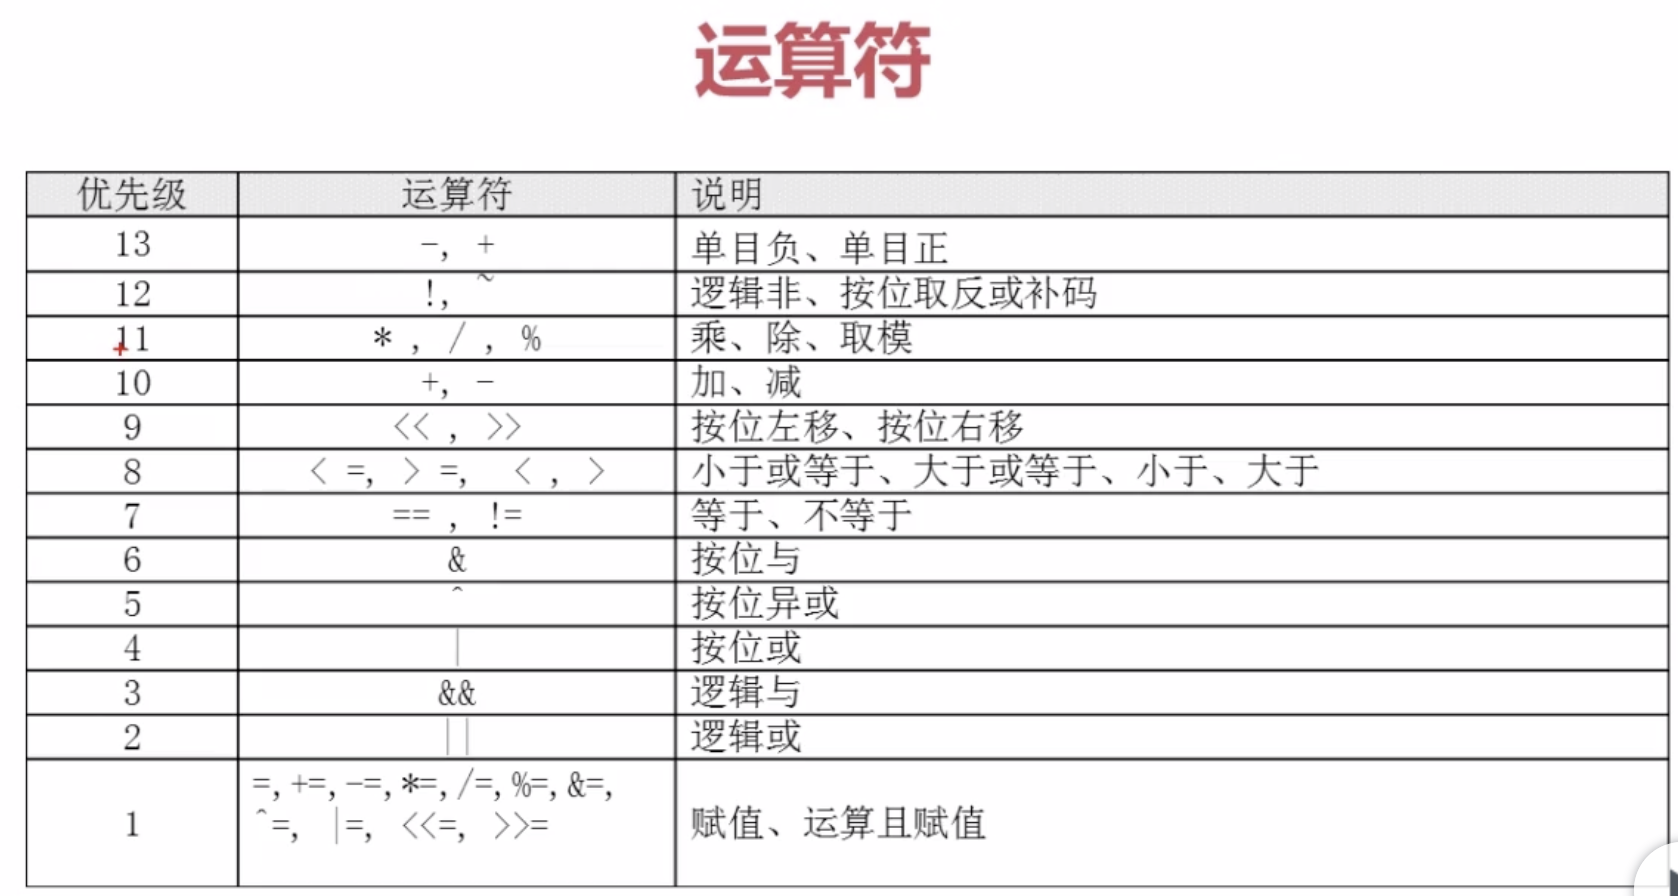 运算符
优先级 运算符 说明
13 -, + 单目负、单目正
12 !, ~ 逻辑非、按位取反或补码
11 * , / , % 乘、除、取模
10 +, - 加、减
9 << , >> 按位左移、按位右移
8 < =, > =, < , > 小于或等于、大于或等于、小于、大于
7 == , != 等于、不等于
6 & 按位与
5 ^ 按位异或
4 | 按位或
3 && 逻辑与
2 || 逻辑或
1 =, +=, -=, *=, /=, %=, &=, 赋值、运算且赋值
^=, |=, <<=, >>=